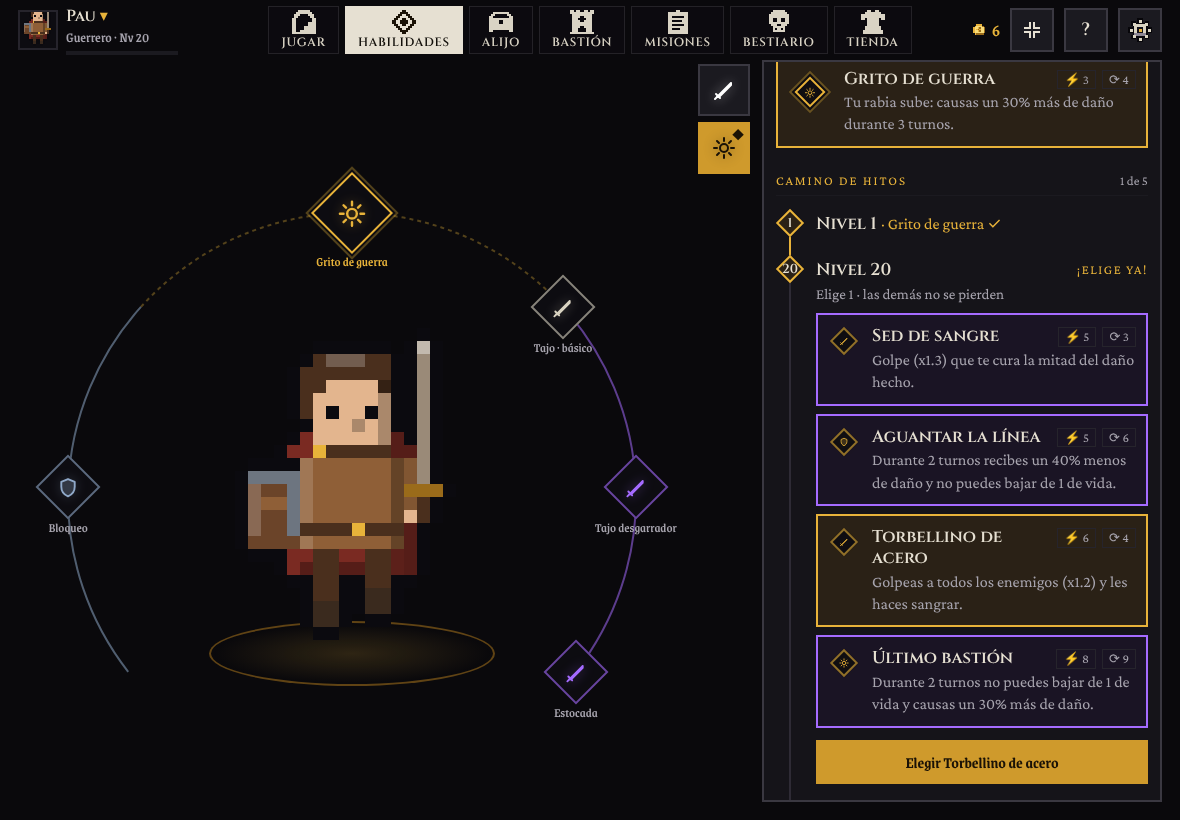 Pau ▼
Guerrero · Nv 20
JUGAR
HABILIDADES
ALIJO
BASTIÓN
MISIONES
BESTIARIO
TIENDA
6
?
Grito de guerra
Tajo · básico
Bloqueo
Tajo desgarrador
Estocada
Grito de guerra ⚡ 3 ⟳ 4
Tu rabia sube: causas un 30% más de daño
durante 3 turnos.
CAMINO DE HITOS 1 de 5
1 Nivel 1 · Grito de guerra ✓
20 Nivel 20 ¡ELIGE YA!
Elige 1 · las demás no se pierden
Sed de sangre ⚡ 5 ⟳ 3
Golpe (x1.3) que te cura la mitad del daño
hecho.
Aguantar la línea ⚡ 5 ⟳ 6
Durante 2 turnos recibes un 40% menos
de daño y no puedes bajar de 1 de vida.
Torbellino de ⚡ 6 ⟳ 4
acero
Golpeas a todos los enemigos (x1.2) y les
haces sangrar.
Último bastión ⚡ 8 ⟳ 9
Durante 2 turnos no puedes bajar de 1 de
vida y causas un 30% más de daño.
Elegir Torbellino de acero